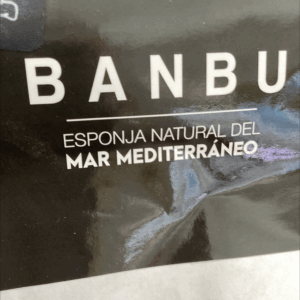 BANBU
ESPONJA NATURAL DEL
MAR MEDITERRÁNEO